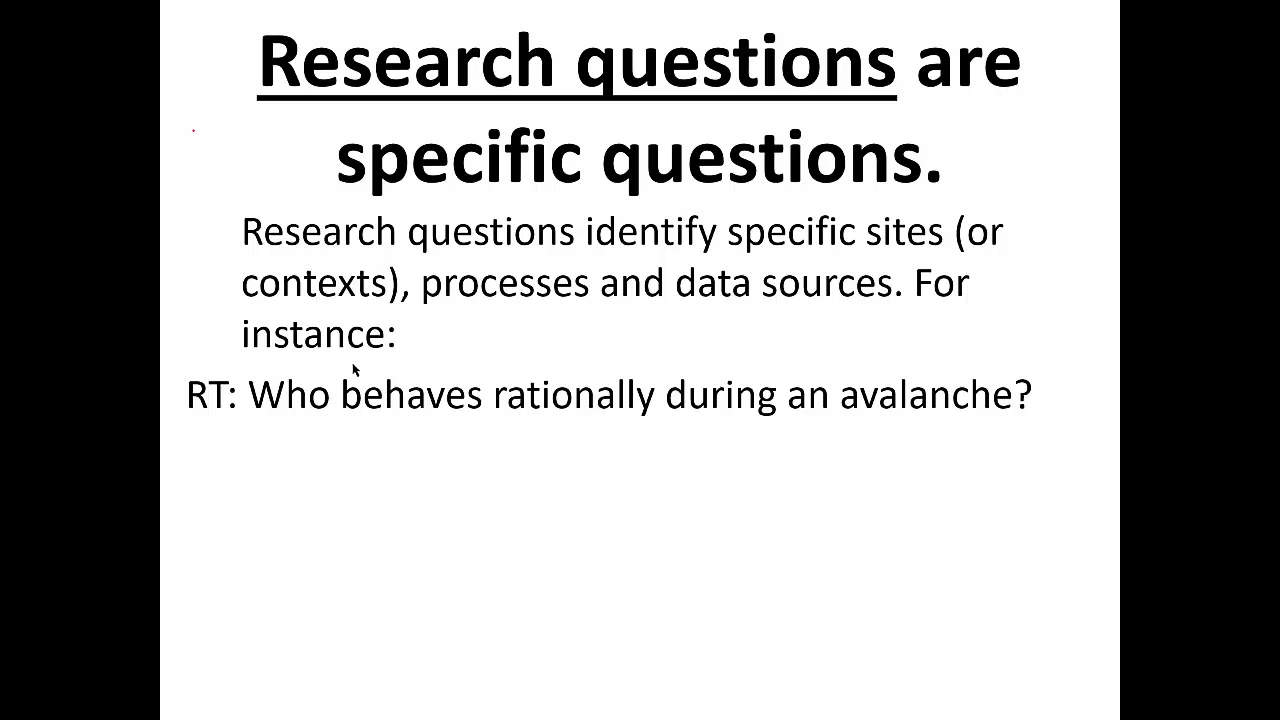 Research questions are
specific questions.
Research questions identify specific sites (or
contexts), processes and data sources. For
instance:
RT: Who behaves rationally during an avalanche?